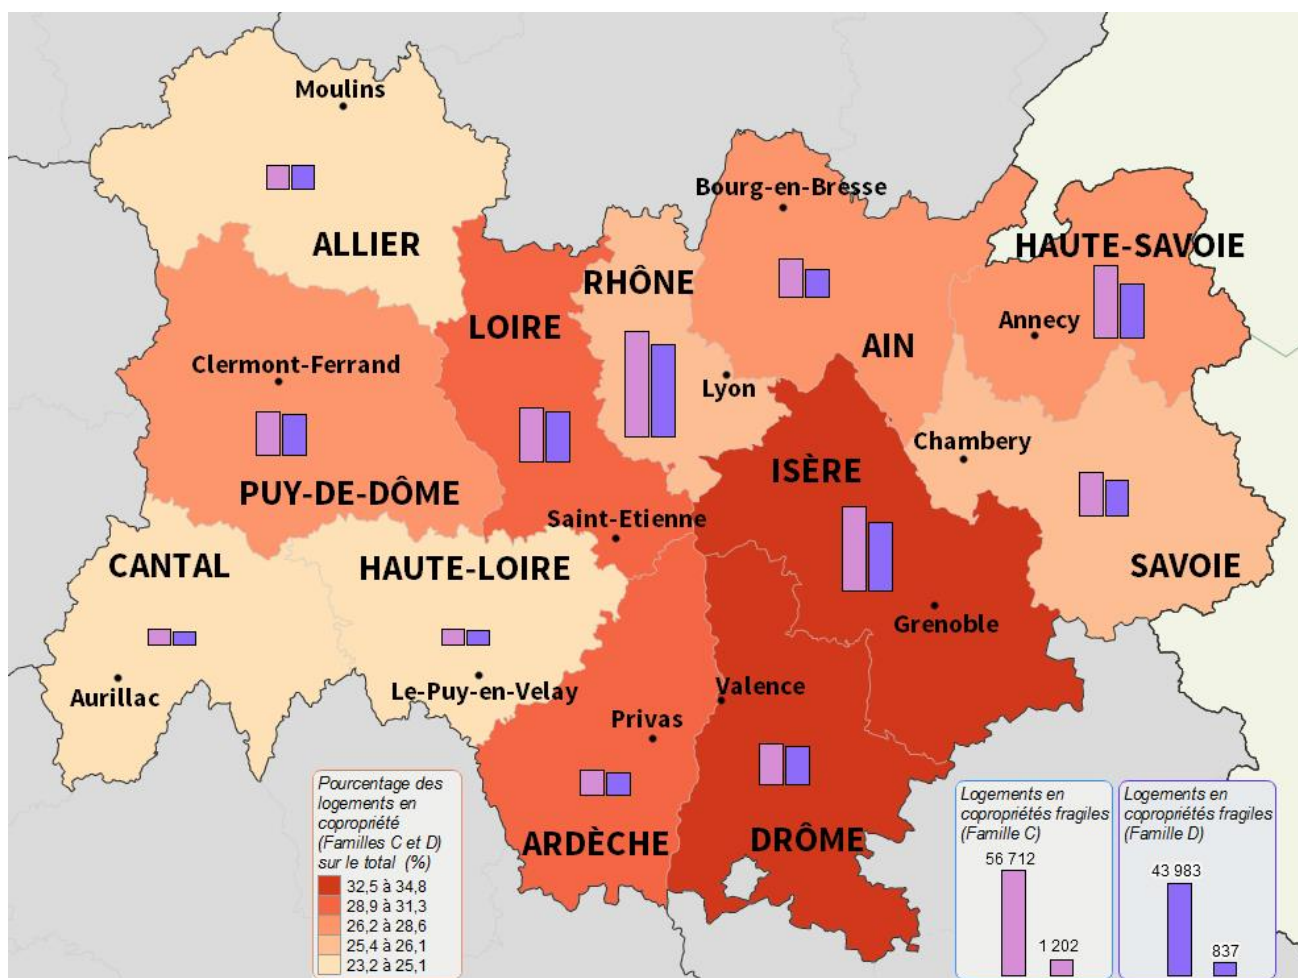 Moulins
ALLIER
Bourg-en-Bresse
HAUTE-SAVOIE
RHÔNE
LOIRE
Annecy
AIN
Clermont-Ferrand
Lyon
Chambery
ISÈRE
PUY-DE-DÔME
Saint-Etienne
CANTAL
HAUTE-LOIRE
SAVOIE
Grenoble
Aurillac
Le-Puy-en-Velay
Valence
Privas
ARDÈCHE
DRÔME
Pourcentage des
logements en
copropriété
(Familles C et D)
sur le total (%)
32,5 à 34,8
28,9 à 31,3
26,2 à 28,6
25,4 à 26,1
23,2 à 25,1
Logements en
copropriétés fragiles
(Famille C)
56 712
1 202
Logements en
copropriétés fragiles
(Famille D)
43 983
837